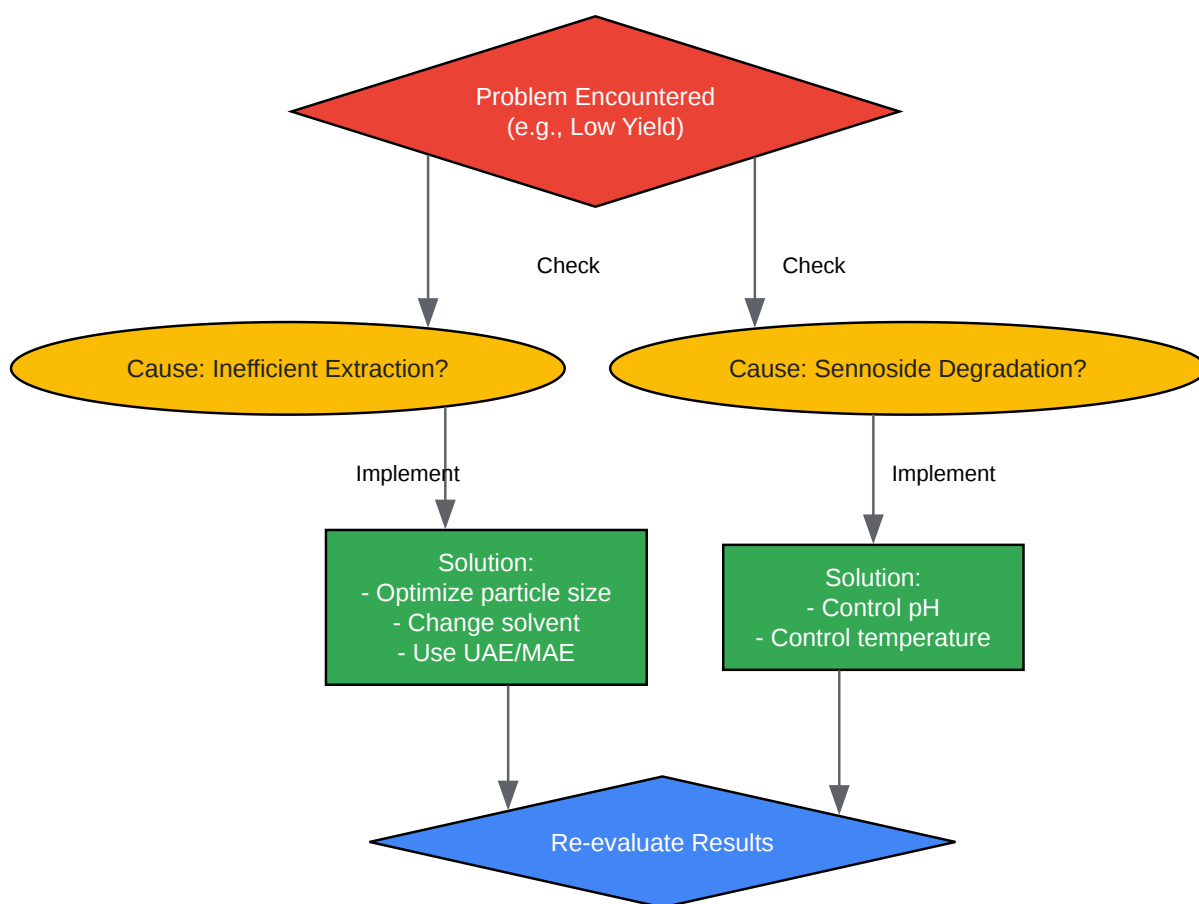 Problem Encountered
(e.g., Low Yield)
Check
Check
Cause: Inefficient Extraction?
Cause: Sennoside Degradation?
Implement
Implement
Solution:
- Optimize particle size
- Change solvent
- Use UAE/MAE
Solution:
- Control pH
- Control temperature
Re-evaluate Results